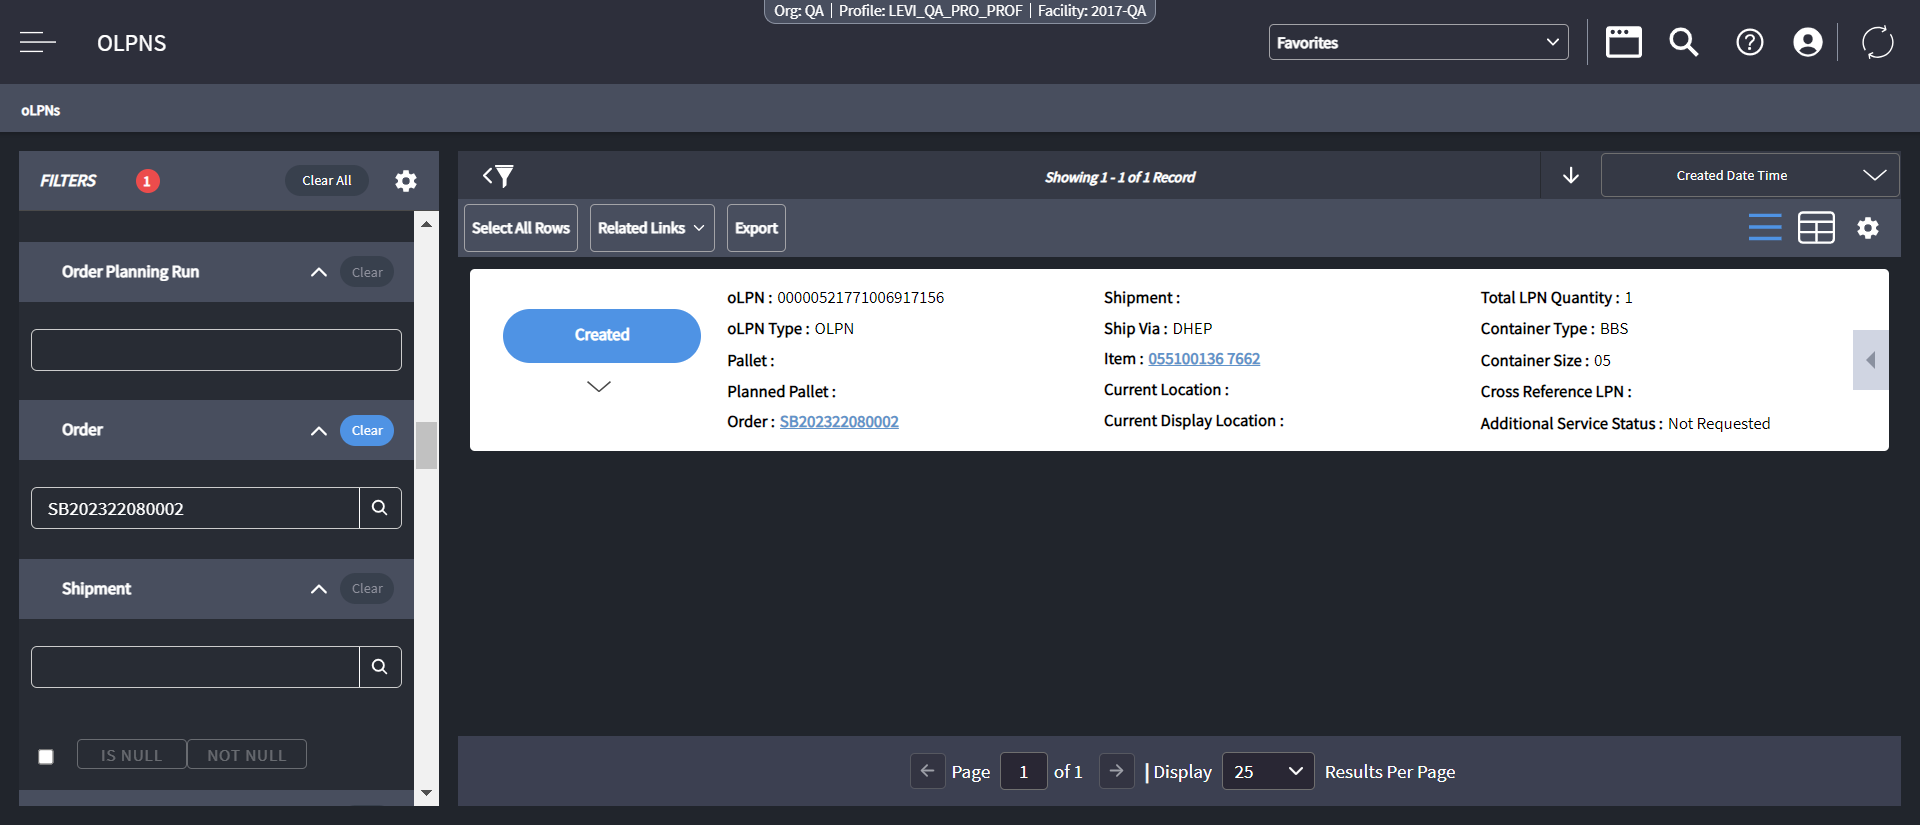 Org: QA | Profile: LEVI_QA_PRO_PROF | Facility: 2017-QA
OLPNS
Favorites
oLPNs
FILTERS 1 Clear All
Order Planning Run Clear
Order Clear
SB202322080002
Shipment Clear
IS NULL NOT NULL
Showing 1 - 1 of 1 Record
Created Date Time
Select All Rows Related Links Export
Created
oLPN : 00000521771006917156
oLPN Type : OLPN
Pallet :
Planned Pallet :
Order : SB202322080002
Shipment :
Ship Via : DHEP
Item : 055100136 7662
Current Location :
Current Display Location :
Total LPN Quantity : 1
Container Type : BBS
Container Size : 05
Cross Reference LPN :
Additional Service Status : Not Requested
Page 1 of 1 | Display 25 Results Per Page